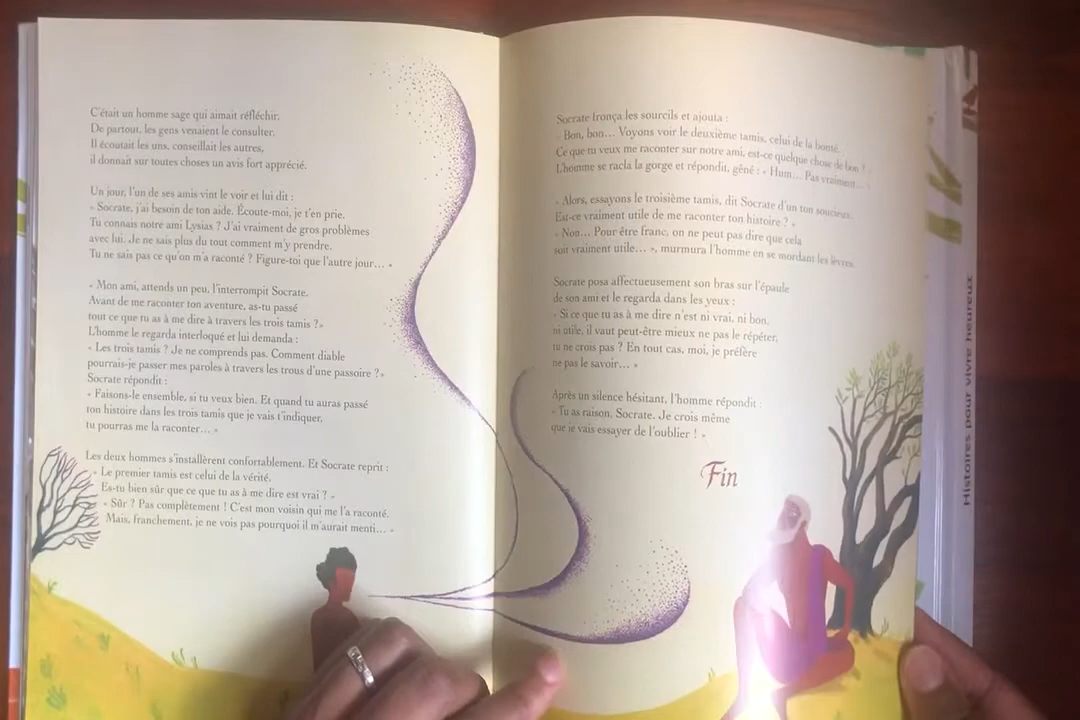 C'était un homme sage qui aimait réfléchir.
De partout, les gens venaient le consulter.
Il écoutait les uns, conseillait les autres,
il donnait sur toutes choses un avis fort apprécié.
Un jour, l'un de ses amis vint le voir et lui dit :
« Socrate, j'ai besoin de ton aide. Écoute-moi, je t'en prie.
Tu connais notre ami Lysias ? J'ai vraiment de gros problèmes
avec lui. Je ne sais plus du tout comment m'y prendre.
Tu ne sais pas ce qu'on m'a raconté ? Figure-toi que l'autre jour… »
« Mon ami, attends un peu, l'interrompit Socrate.
Avant de me raconter ton aventure, as-tu passé
tout ce que tu as à me dire à travers les trois tamis ? »
L'homme le regarda interloqué et lui demanda :
« Les trois tamis ? Je ne comprends pas. Comment diable
pourrais-je passer mes paroles à travers les trous d'une passoire ? »
Socrate répondit :
« Faisons-le ensemble, si tu veux bien. Et quand tu auras passé
ton histoire dans les trois tamis que je vais t'indiquer,
tu pourras me la raconter… »
Les deux hommes s'installèrent confortablement. Et Socrate reprit :
« Le premier tamis est celui de la vérité.
Es-tu bien sûr que ce que tu as à me dire est vrai ? »
« Sûr ? Pas complètement ! C'est mon voisin qui me l'a raconté.
Mais, franchement, je ne vois pas pourquoi il m'aurait menti… »
Socrate fronça les sourcils et ajouta :
« Bon, bon… Voyons voir le deuxième tamis, celui de la bonté.
Ce que tu veux me raconter sur notre ami, est-ce quelque chose de bon ? »
L'homme se racla la gorge et répondit, gêné : « Hum… Pas vraiment… »
« Alors, essayons le troisième tamis, dit Socrate d'un ton soucieux.
Est-ce vraiment utile de me raconter ton histoire ? »
« Non… Pour être franc, on ne peut pas dire que cela
soit vraiment utile… », murmura l'homme en se mordant les lèvres.
Socrate posa affectueusement son bras sur l'épaule
de son ami et le regarda dans les yeux :
« Si ce que tu as à me dire n'est ni vrai, ni bon,
ni utile, il vaut peut-être mieux ne pas le répéter,
tu ne crois pas ? En tout cas, moi, je préfère
ne pas le savoir… »
Après un silence hésitant, l'homme répondit :
« Tu as raison, Socrate. Je crois même
que je vais essayer de l'oublier ! »
Fin
Histoires pour vivre heureux